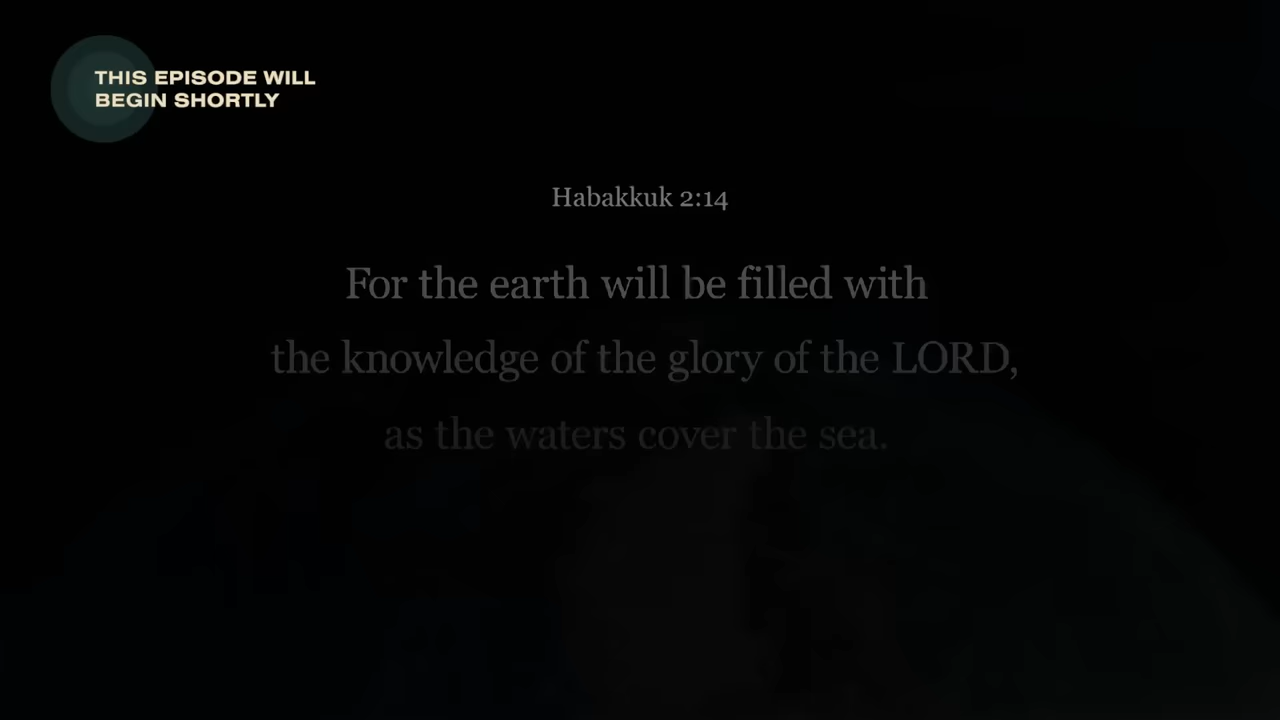 THIS EPISODE WILL
BEGIN SHORTLY
Habakkuk 2:14
For the earth will be filled with
the knowledge of the glory of the LORD,
as the waters cover the sea.